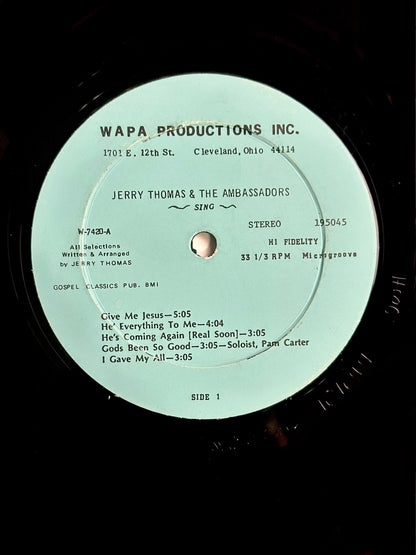 WAPA PRODUCTIONS INC.
1701 E. 12th St. Cleveland, Ohio 44114
JERRY THOMAS & THE AMBASSADORS
SING
W-7420-A
All Selections
Written & Arranged
by JERRY THOMAS
STEREO 195045
HI FIDELITY
33 1/3 RPM Microgroove
GOSPEL CLASSICS PUB. BMI
Give Me Jesus—5:05
He' Everything To Me—4:04
He's Coming Again [Real Soon]—3:05
Gods Been So Good—3:05—Soloist, Pam Carter
I Gave My All—3:05
SIDE 1